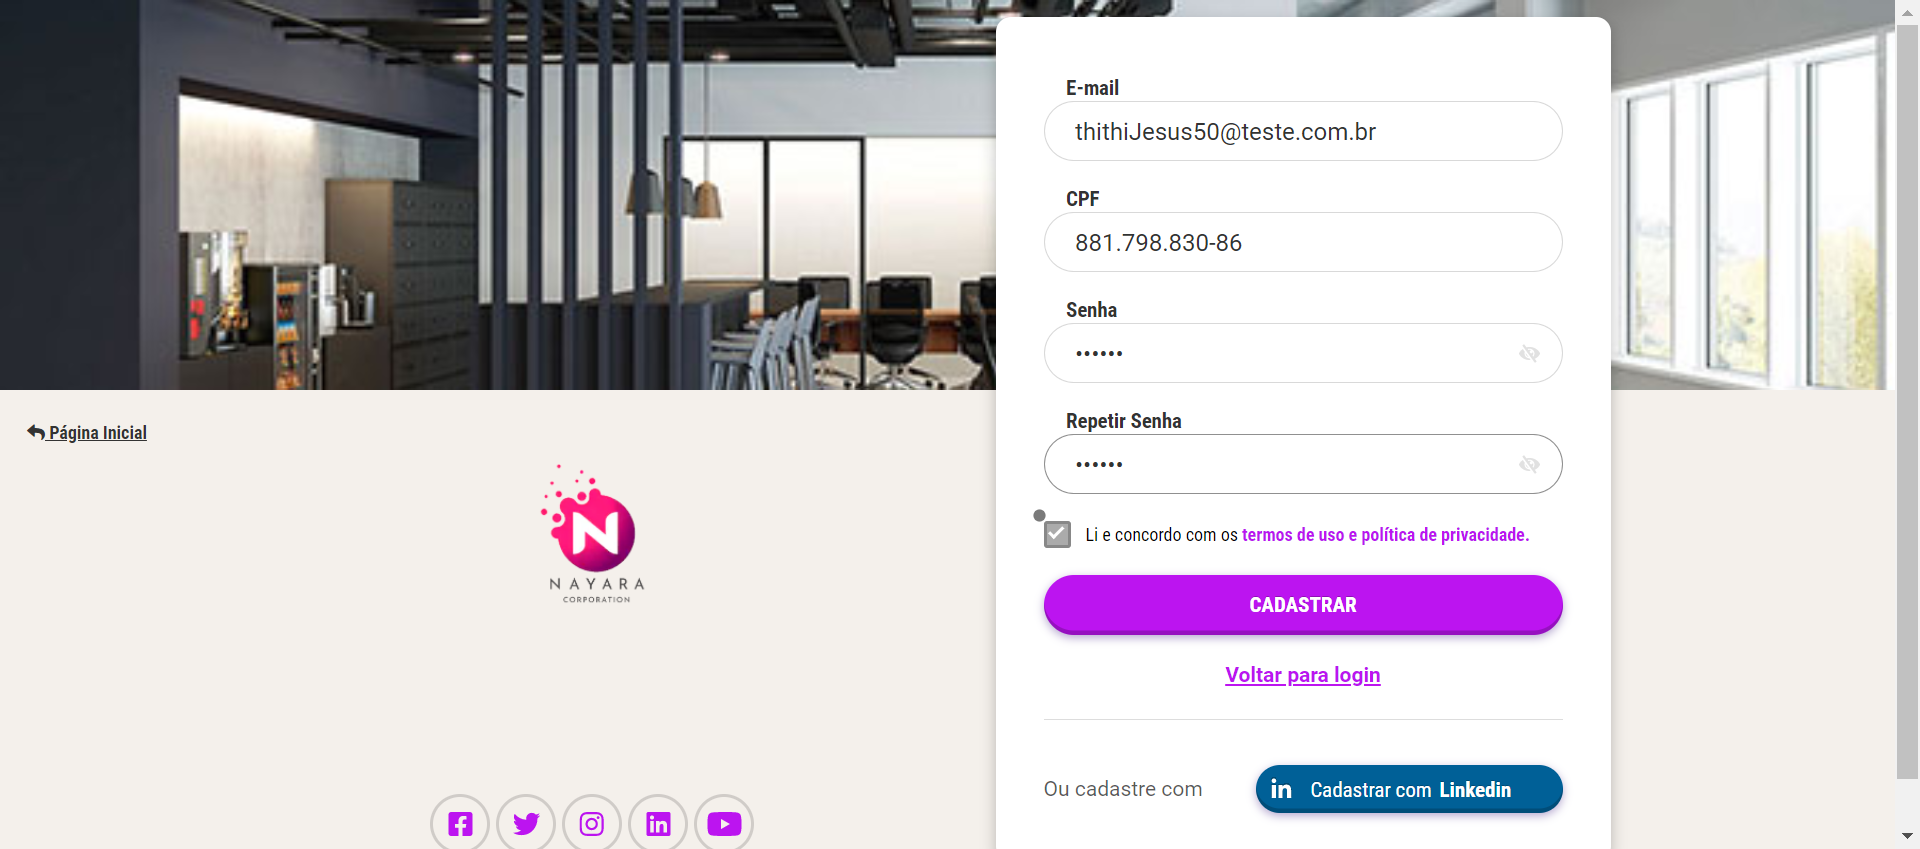 E-mail
thithiJesus50@teste.com.br
CPF
881.798.830-86
Senha
••••••
Repetir Senha
••••••
Li e concordo com os termos de uso e política de privacidade.
CADASTRAR
Voltar para login
Ou cadastre com
in Cadastrar com Linkedin
Página Inicial
N
NAYARA
CORPORATION